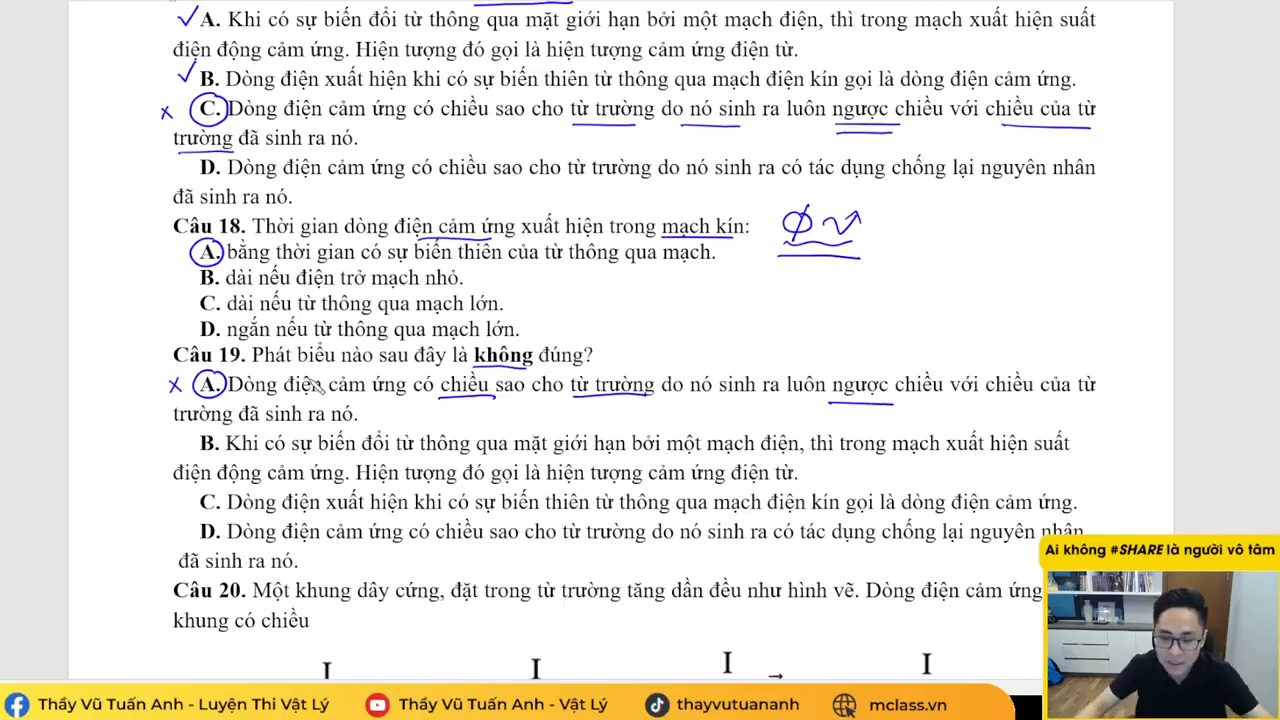 A. Khi có sự biến đổi từ thông qua mặt giới hạn bởi một mạch điện, thì trong mạch xuất hiện suất
điện động cảm ứng. Hiện tượng đó gọi là hiện tượng cảm ứng điện từ.
B. Dòng điện xuất hiện khi có sự biến thiên từ thông qua mạch điện kín gọi là dòng điện cảm ứng.
x C. Dòng điện cảm ứng có chiều sao cho từ trường do nó sinh ra luôn ngược chiều với chiều của từ
trường đã sinh ra nó.
D. Dòng điện cảm ứng có chiều sao cho từ trường do nó sinh ra có tác dụng chống lại nguyên nhân
đã sinh ra nó.
Câu 18. Thời gian dòng điện cảm ứng xuất hiện trong mạch kín:
A. bằng thời gian có sự biến thiên của từ thông qua mạch.
B. dài nếu điện trở mạch nhỏ.
C. dài nếu từ thông qua mạch lớn.
D. ngắn nếu từ thông qua mạch lớn.
Câu 19. Phát biểu nào sau đây là không đúng?
x A. Dòng điện cảm ứng có chiều sao cho từ trường do nó sinh ra luôn ngược chiều với chiều của từ
trường đã sinh ra nó.
B. Khi có sự biến đổi từ thông qua mặt giới hạn bởi một mạch điện, thì trong mạch xuất hiện suất
điện động cảm ứng. Hiện tượng đó gọi là hiện tượng cảm ứng điện từ.
C. Dòng điện xuất hiện khi có sự biến thiên từ thông qua mạch điện kín gọi là dòng điện cảm ứng.
D. Dòng điện cảm ứng có chiều sao cho từ trường do nó sinh ra có tác dụng chống lại nguyên nhân
đã sinh ra nó.
Câu 20. Một khung dây cứng, đặt trong từ trường tăng dần đều như hình vẽ. Dòng điện cảm ứng
khung có chiều
I I I I
Ai không #SHARE là người vô tâm
Thầy Vũ Tuấn Anh - Luyện Thi Vật Lý
Thầy Vũ Tuấn Anh - Vật Lý
thayvutuananh
mclass.vn